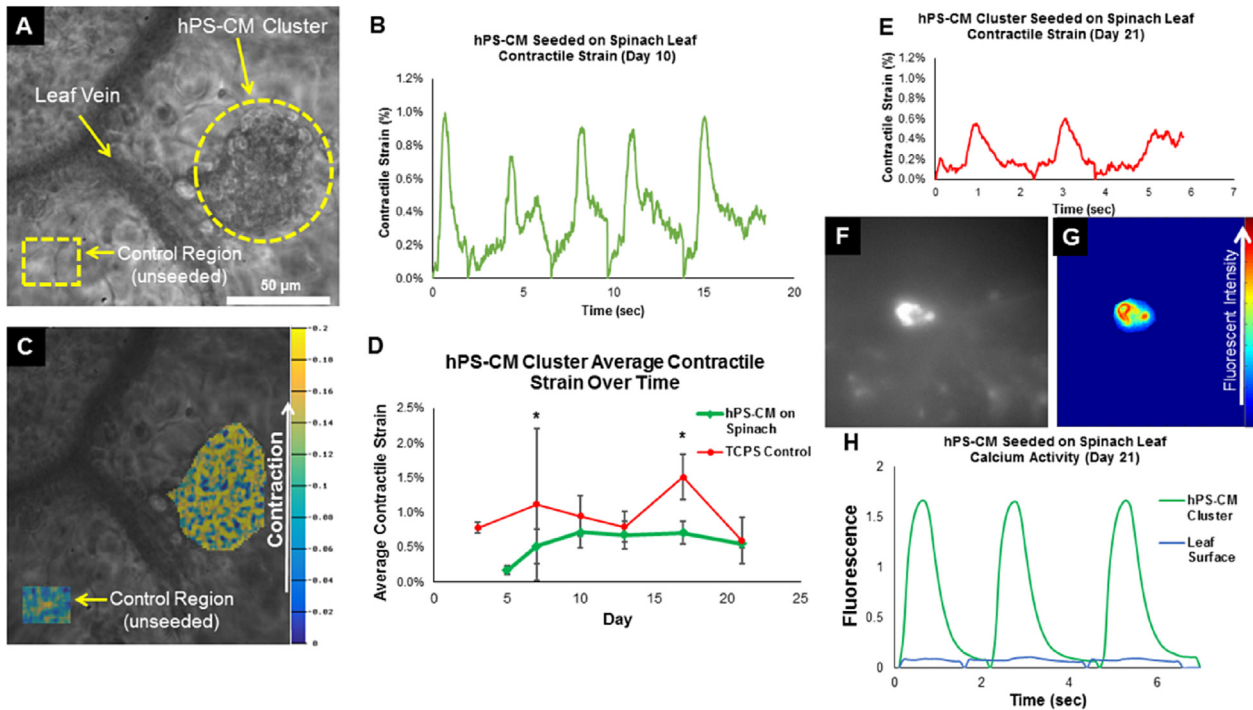 A
hPS-CM Cluster
Leaf Vein
Control Region
(unseeded)
50 µm
B
hPS-CM Seeded on Spinach Leaf
Contractile Strain (Day 10)
Contractile Strain (%)
1.2%
1.0%
0.8%
0.6%
0.4%
0.2%
0.0%
0 5 10 15 20
Time (sec)
C
0.2
0.18
0.16
0.14
0.12
0.1
0.08
0.06
0.04
0.02
0
Contraction
Control Region
(unseeded)
D
hPS-CM Cluster Average Contractile
Strain Over Time
Average Contractile Strain
2.5%
2.0%
1.5%
1.0%
0.5%
0.0%
* *
hPS-CM on
Spinach
TCPS Control
0 5 10 15 20 25
Day
E
hPS-CM Cluster Seeded on Spinach Leaf
Contractile Strain (Day 21)
Contractile Strain (%)
1.2%
1.0%
0.8%
0.6%
0.4%
0.2%
0.0%
0 1 2 3 4 5 6 7
Time (sec)
F
G
Fluorescent Intensity
H
hPS-CM Seeded on Spinach Leaf
Calcium Activity (Day 21)
Fluorescence
2
1.5
1
0.5
0
hPS-CM
Cluster
Leaf
Surface
0 2 4 6
Time (sec)